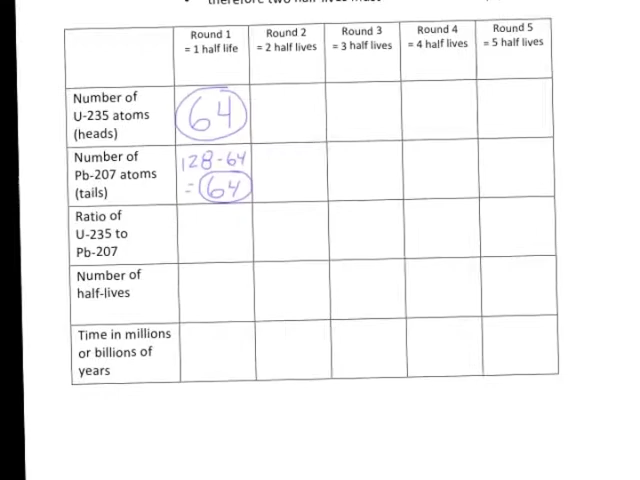 Round 1 Round 2 Round 3 Round 4 Round 5
= 1 half life = 2 half lives = 3 half lives = 4 half lives = 5 half lives
Number of
U-235 atoms
(heads)
64
Number of
Pb-207 atoms
(tails)
128-64
= 64
Ratio of
U-235 to
Pb-207
Number of
half-lives
Time in millions
or billions of
years